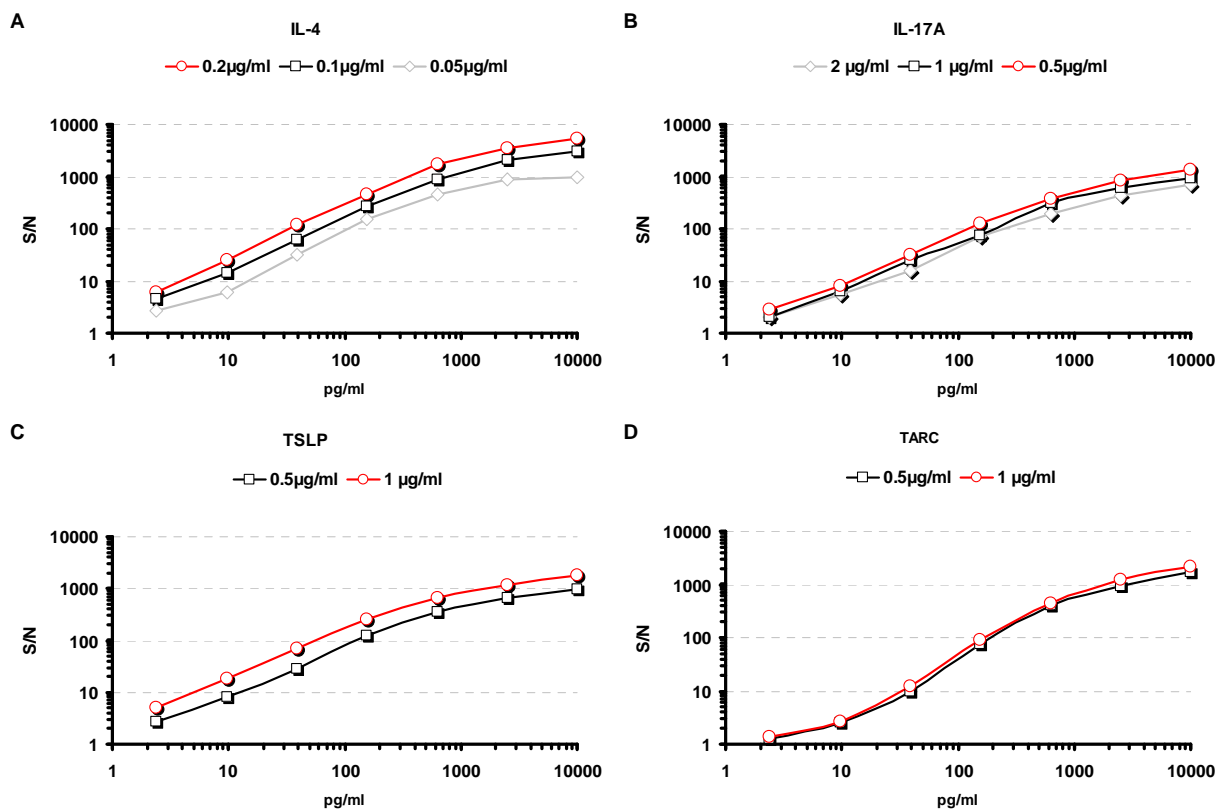 A
IL-4
0.2µg/ml 0.1µg/ml 0.05µg/ml
10000
1000
100
10
1
S/N
1 10 100 1000 10000
pg/ml
B
IL-17A
2 µg/ml 1 µg/ml 0.5µg/ml
10000
1000
100
10
1
S/N
1 10 100 1000 10000
pg/ml
C
TSLP
0.5µg/ml 1 µg/ml
10000
1000
100
10
1
S/N
1 10 100 1000 10000
pg/ml
D
TARC
0.5µg/ml 1 µg/ml
10000
1000
100
10
1
S/N
1 10 100 1000 10000
pg/ml